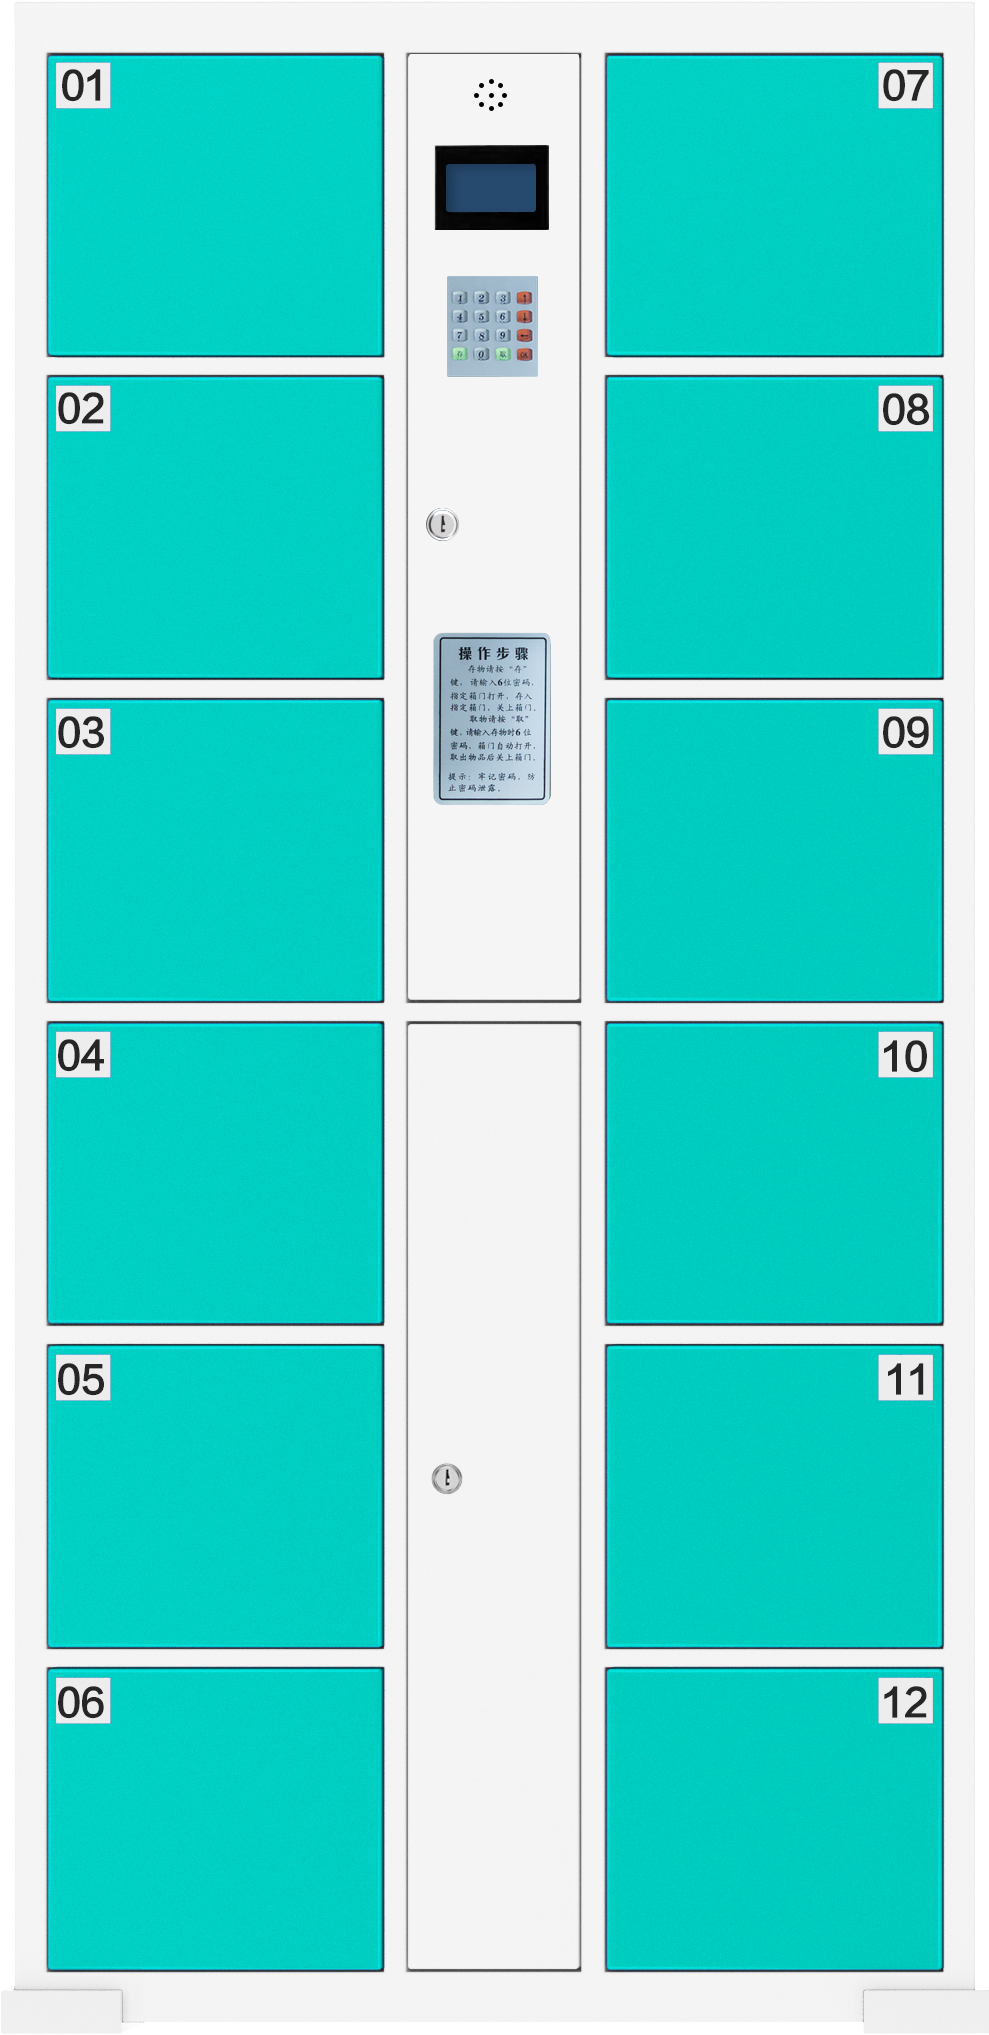 01
07
1 2 3 ↑
4 5 6 ↓
7 8 9 ←
存 0 取 OK
02
08
操作步骤
存物请按“存”
键，请输入6位密码，
指定箱门打开，存入
指定箱门，关上箱门。
取物请按“取”
键，请输入存物时6位
密码，箱门自动打开，
取出物品后关上箱门。
提示：牢记密码，防
止密码泄露。
03
09
04
10
05
11
06
12